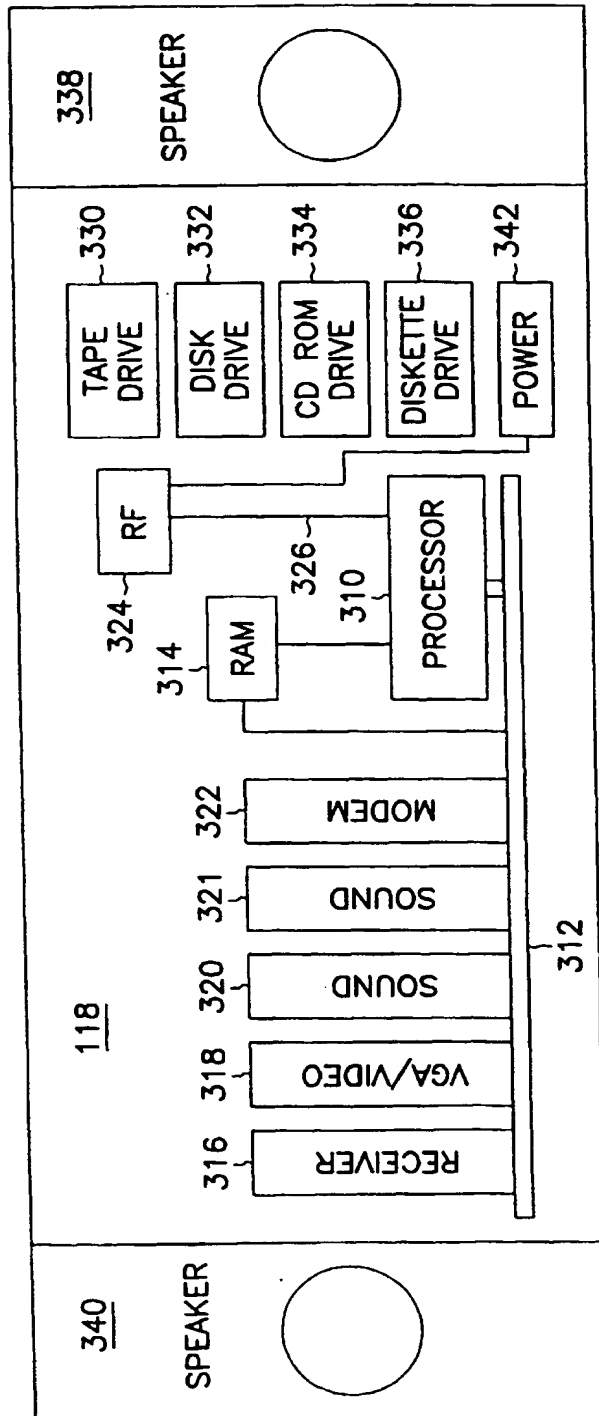 340
SPEAKER
118
316
RECEIVER
318
VGA/VIDEO
320
SOUND
321
SOUND
322
MODEM
312
314
RAM
324
RF
326
310
PROCESSOR
TAPE
DRIVE
330
DISK
DRIVE
332
CD ROM
DRIVE
334
DISKETTE
DRIVE
336
POWER
342
338
SPEAKER